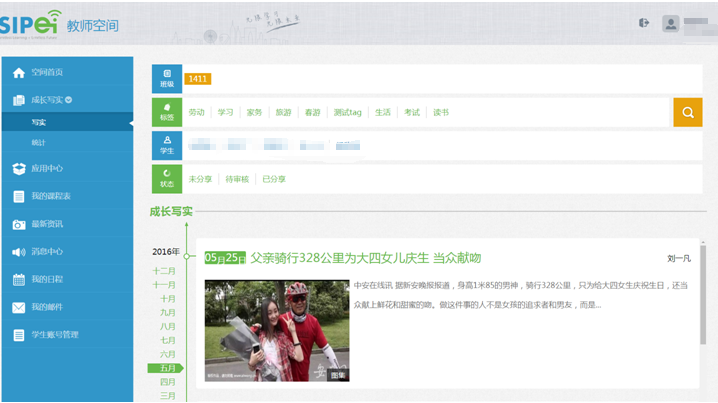 SIPei 教师空间
无限学习
无限未来
空间首页
成长写实
写实
统计
应用中心
我的课程表
最新资讯
消息中心
我的日程
我的邮件
学生账号管理
班级 1411
标签 劳动 学习 家务 旅游 春游 测试tag 生活 考试 读书
学生
状态 未分享 待审核 已分享
成长写实
2016年
十二月
十一月
十月
九月
八月
七月
六月
五月
四月
三月
05月25日 父亲骑行328公里为大四女儿庆生 当众献吻 刘一凡
中安在线讯 据新安晚报报道，身高1米85的男神，骑行328公里，只为给大四女生庆祝生日，还当
众献上鲜花和甜蜜的吻。做这件事的人不是女孩的追求者和男友，而是...
图集